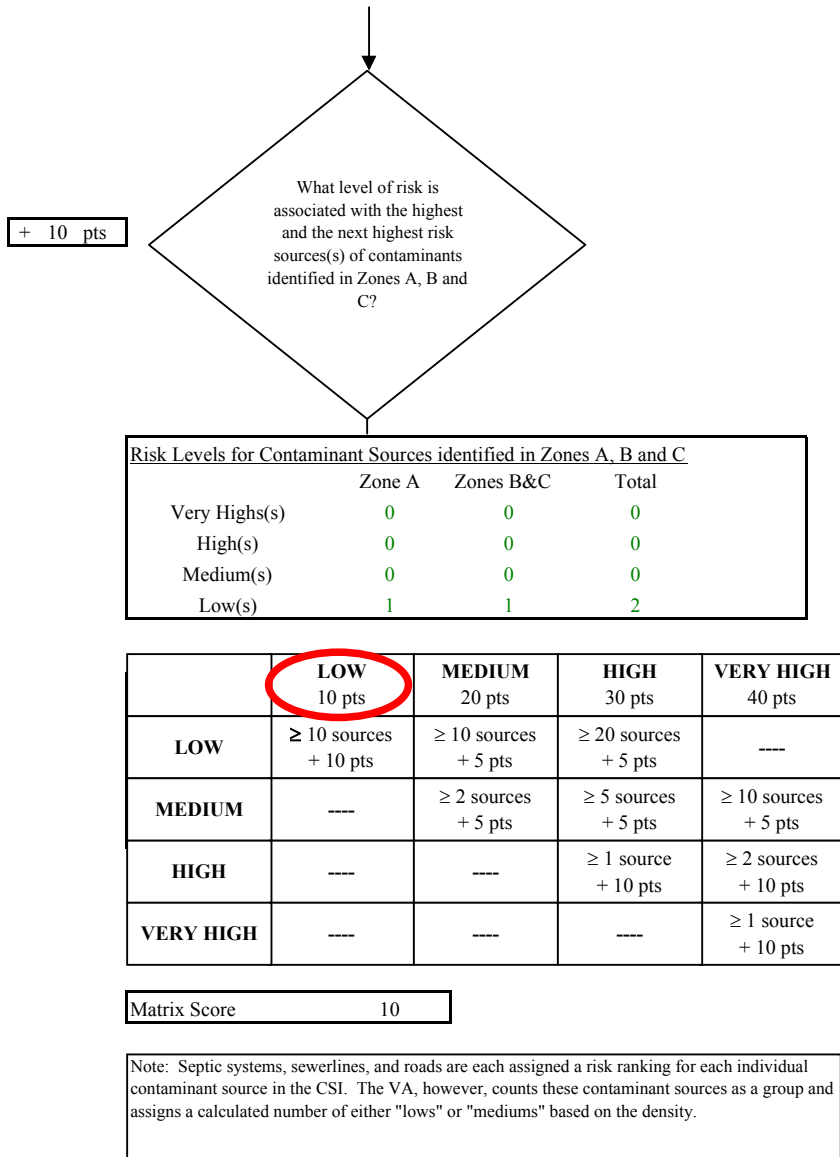 What level of risk is
associated with the highest
and the next highest risk
sources(s) of contaminants
identified in Zones A, B and
C?
+ 10 pts
Risk Levels for Contaminant Sources identified in Zones A, B and C
Zone A Zones B&C Total
Very Highs(s) 0 0 0
High(s) 0 0 0
Medium(s) 0 0 0
Low(s) 1 1 2
LOW MEDIUM HIGH VERY HIGH
10 pts 20 pts 30 pts 40 pts
LOW ≥ 10 sources ≥ 10 sources ≥ 20 sources ----
+ 10 pts + 5 pts + 5 pts
MEDIUM ---- ≥ 2 sources ≥ 5 sources ≥ 10 sources
+ 5 pts + 5 pts + 5 pts
HIGH ---- ---- ≥ 1 source ≥ 2 sources
+ 10 pts + 10 pts
VERY HIGH ---- ---- ---- ≥ 1 source
+ 10 pts
Matrix Score 10
Note: Septic systems, sewerlines, and roads are each assigned a risk ranking for each individual
contaminant source in the CSI. The VA, however, counts these contaminant sources as a group and
assigns a calculated number of either "lows" or "mediums" based on the density.